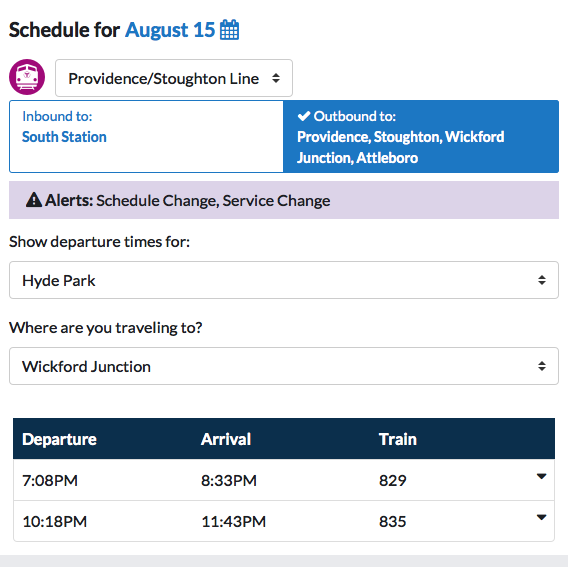 Schedule for August 15
Providence/Stoughton Line
Inbound to:
South Station
Outbound to:
Providence, Stoughton, Wickford
Junction, Attleboro
Alerts: Schedule Change, Service Change
Show departure times for:
Hyde Park
Where are you traveling to?
Wickford Junction
Departure Arrival Train
7:08PM 8:33PM 829
10:18PM 11:43PM 835